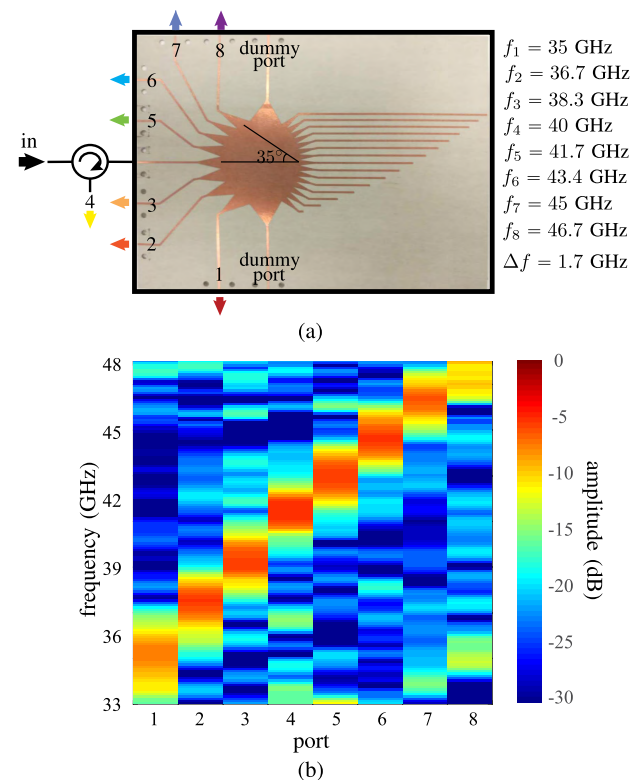 (a)
7
8
dummy
port
6
5
in
35°
4
3
2
1
dummy
port
f₁ = 35 GHz
f₂ = 36.7 GHz
f₃ = 38.3 GHz
f₄ = 40 GHz
f₅ = 41.7 GHz
f₆ = 43.4 GHz
f₇ = 45 GHz
f₈ = 46.7 GHz
Δf = 1.7 GHz
(a)
48
45
42
39
36
33
frequency (GHz)
1 2 3 4 5 6 7 8
port
0
-5
-10
-15
-20
-25
-30
amplitude (dB)
(b)